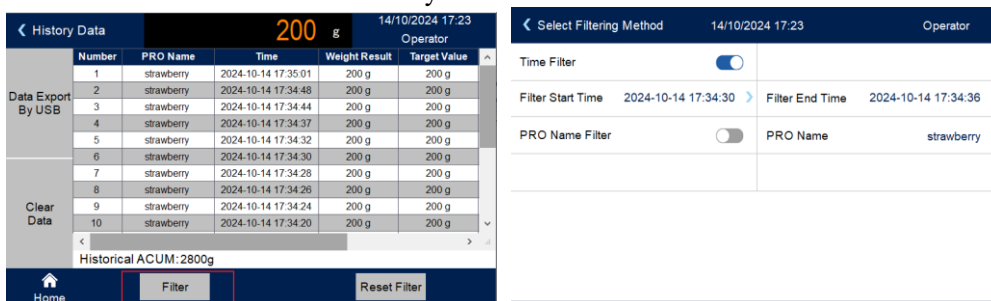 History Data 200 g 14/10/2024 17:23
Operator
Number PRO Name Time Weight Result Target Value
1 strawberry 2024-10-14 17:35:01 200 g 200 g
2 strawberry 2024-10-14 17:34:48 200 g 200 g
3 strawberry 2024-10-14 17:34:44 200 g 200 g
4 strawberry 2024-10-14 17:34:37 200 g 200 g
5 strawberry 2024-10-14 17:34:32 200 g 200 g
6 strawberry 2024-10-14 17:34:30 200 g 200 g
7 strawberry 2024-10-14 17:34:28 200 g 200 g
8 strawberry 2024-10-14 17:34:26 200 g 200 g
9 strawberry 2024-10-14 17:34:24 200 g 200 g
10 strawberry 2024-10-14 17:34:20 200 g 200 g
Data Export
By USB
Clear
Data
Historical ACUM:2800g
Home Filter Reset Filter
Select Filtering Method 14/10/2024 17:23 Operator
Time Filter
Filter Start Time 2024-10-14 17:34:30 Filter End Time 2024-10-14 17:34:36
PRO Name Filter PRO Name strawberry